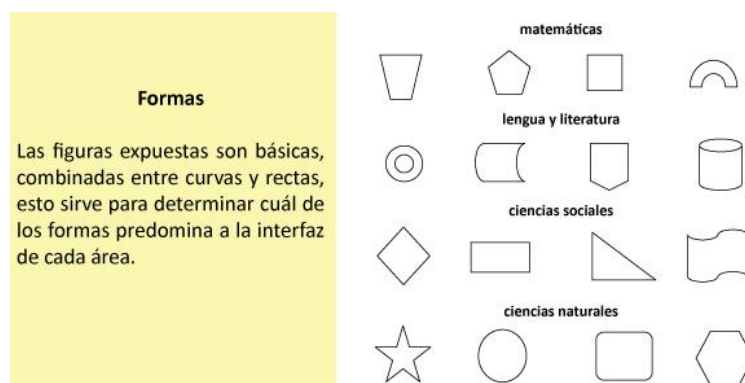 Formas
Las figuras expuestas son básicas,
combinadas entre curvas y rectas,
esto sirve para determinar cuál de
los formas predomina a la interfaz
de cada área.
matemáticas
lengua y literatura
ciencias sociales
ciencias naturales